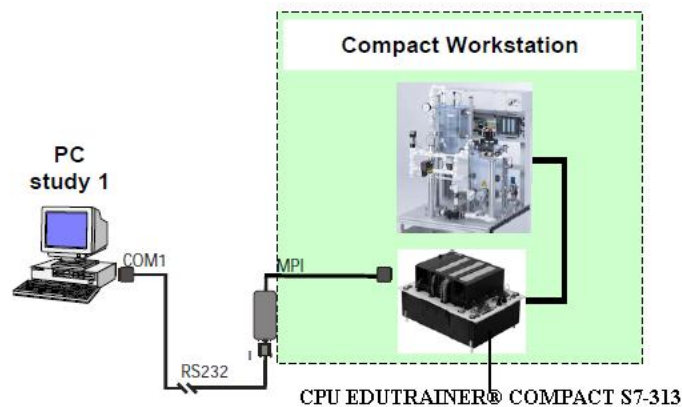 Compact Workstation
PC
study 1
COM1
MPI
I
RS232
CPU EDUTRAINER® COMPACT S7-313